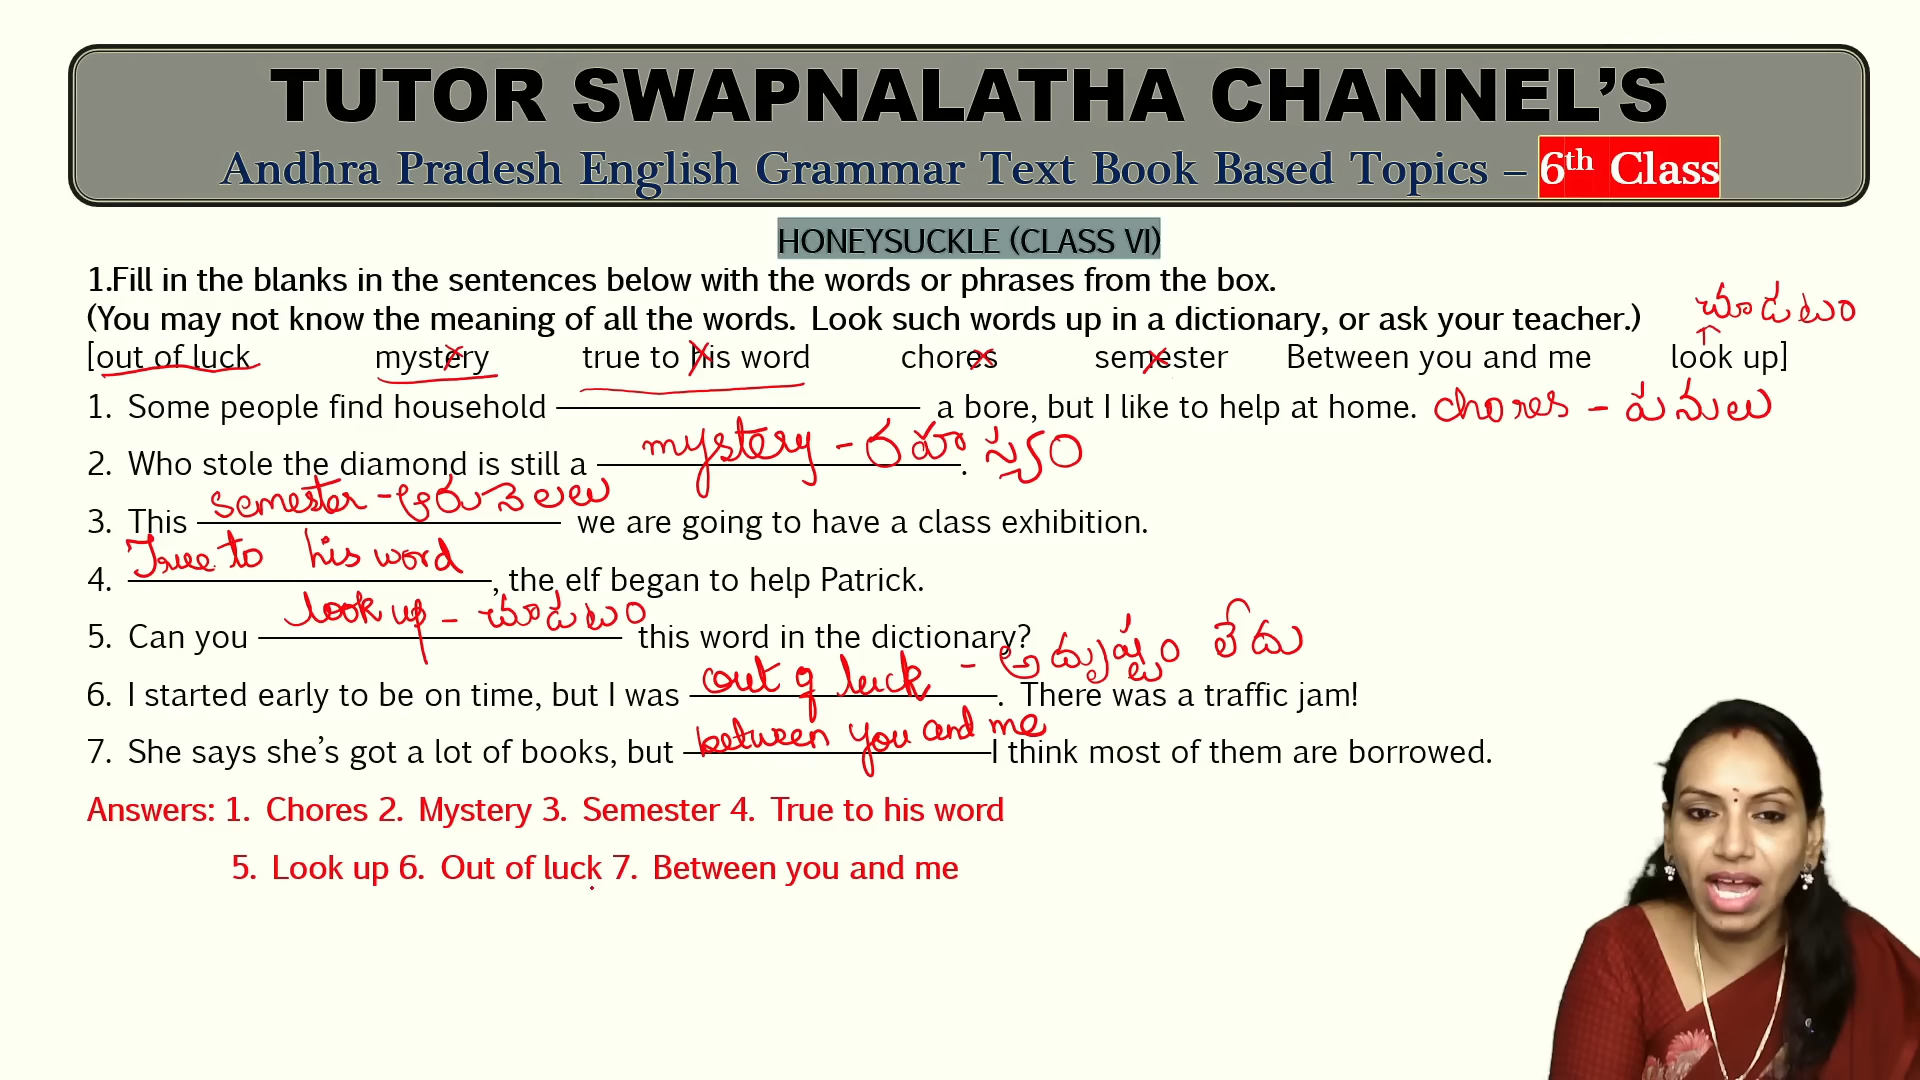 TUTOR SWAPNALATHA CHANNEL'S
Andhra Pradesh English Grammar Text Book Based Topics – 6th Class
HONEYSUCKLE (CLASS VI)
1.Fill in the blanks in the sentences below with the words or phrases from the box.
(You may not know the meaning of all the words. Look such words up in a dictionary, or ask your teacher.) చూడటం
[out of luck mystery true to his word chores semester Between you and me look up]
1. Some people find household ____ a bore, but I like to help at home. chores - పనులు
2. Who stole the diamond is still a mystery - రహస్యం.
3. This semester - ఆరు నెలలు we are going to have a class exhibition.
4. True to his word, the elf began to help Patrick.
5. Can you look up - చూడటం this word in the dictionary?
6. I started early to be on time, but I was out of luck - అదృష్టం లేదు. There was a traffic jam!
7. She says she's got a lot of books, but between you and me I think most of them are borrowed.
Answers: 1. Chores 2. Mystery 3. Semester 4. True to his word
5. Look up 6. Out of luck 7. Between you and me